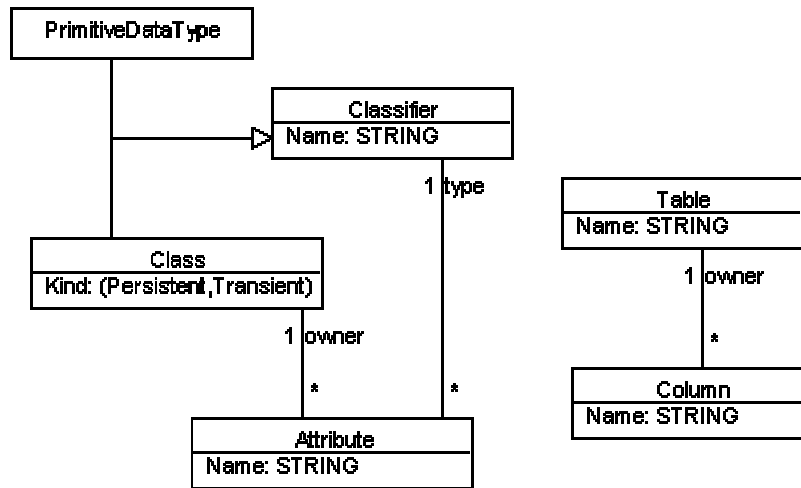 PrimitiveDataType
Classifier
Name: STRING
1 type
Table
Name: STRING
Class
Kind: (Persistent,Transient)
1 owner
1 owner
*
*
*
Column
Name: STRING
Attribute
Name: STRING